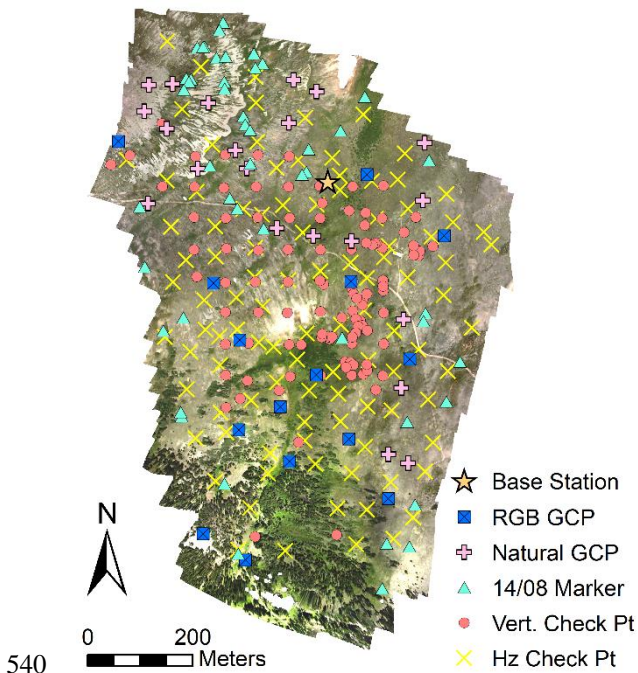 Base Station
RGB GCP
N
Natural GCP
14/08 Marker
Vert. Check Pt
0 200 Meters
Hz Check Pt
540